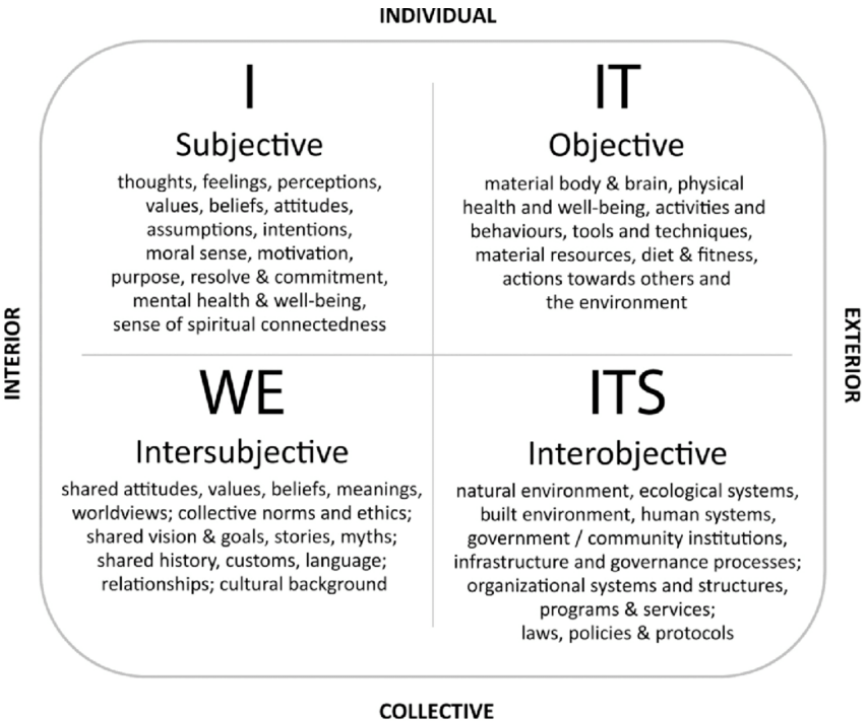 INDIVIDUAL
I
Subjective
thoughts, feelings, perceptions,
values, beliefs, attitudes,
assumptions, intentions,
moral sense, motivation,
purpose, resolve & commitment,
mental health & well-being,
sense of spiritual connectedness
IT
Objective
material body & brain, physical
health and well-being, activities and
behaviours, tools and techniques,
material resources, diet & fitness,
actions towards others and
the environment
INTERIOR
EXTERIOR
WE
Intersubjective
shared attitudes, values, beliefs, meanings,
worldviews; collective norms and ethics;
shared vision & goals, stories, myths;
shared history, customs, language;
relationships; cultural background
ITS
Interobjective
natural environment, ecological systems,
built environment, human systems,
government / community institutions,
infrastructure and governance processes;
organizational systems and structures,
programs & services;
laws, policies & protocols
COLLECTIVE